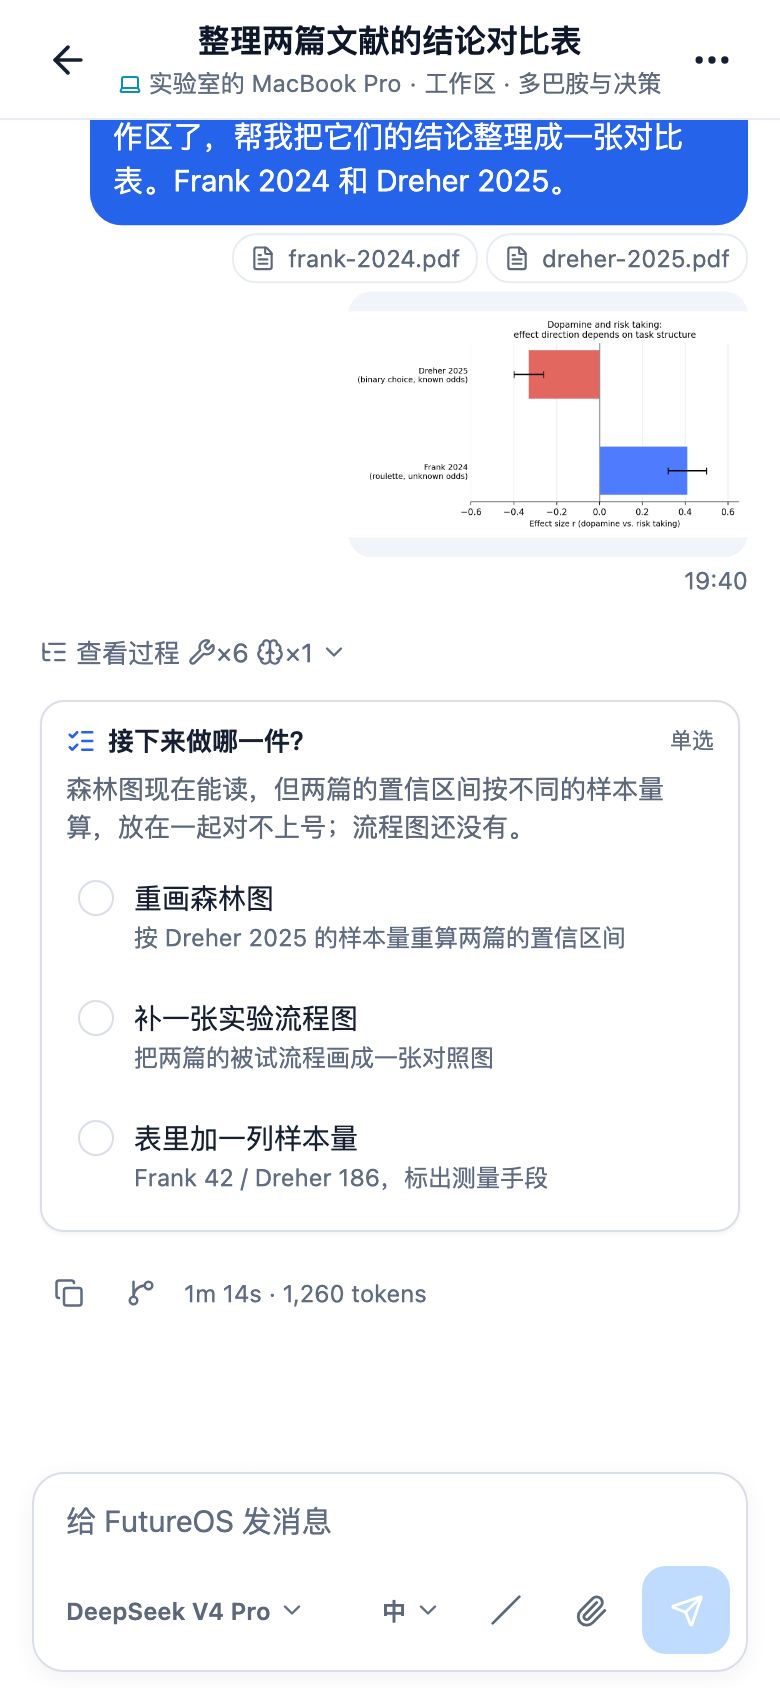 整理两篇文献的结论对比表
实验室的 MacBook Pro · 工作区 · 多巴胺与决策
作区了，帮我把它们的结论整理成一张对比
表。Frank 2024 和 Dreher 2025。
frank-2024.pdf
dreher-2025.pdf
Dopamine and risk taking:
effect direction depends on task structure
Dreher 2025
(binary choice, known odds)
Frank 2024
(roulette, unknown odds)
−0.6 −0.4 −0.2 0.0 0.2 0.4 0.6
Effect size r (dopamine vs. risk taking)
19:40
查看过程 ×6 ×1
接下来做哪一件?
单选
森林图现在能读，但两篇的置信区间按不同的样本量
算，放在一起对不上号；流程图还没有。
重画森林图
按 Dreher 2025 的样本量重算两篇的置信区间
补一张实验流程图
把两篇的被试流程画成一张对照图
表里加一列样本量
Frank 42 / Dreher 186，标出测量手段
1m 14s · 1,260 tokens
给 FutureOS 发消息
DeepSeek V4 Pro
中